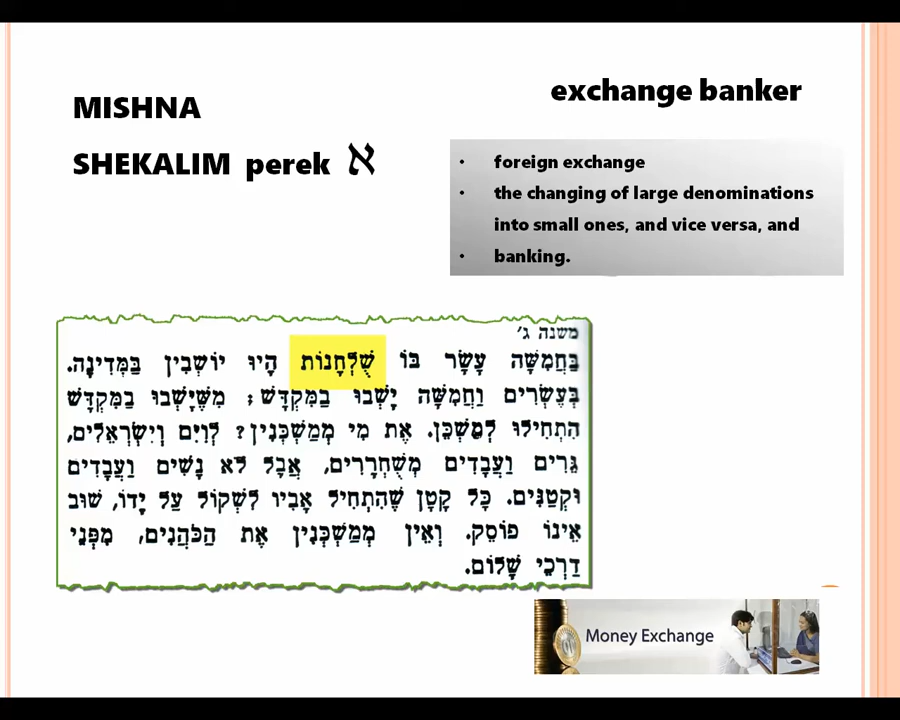 MISHNA
SHEKALIM perek א
exchange banker
• foreign exchange
• the changing of large denominations
into small ones, and vice versa, and
• banking.
משנה ג׳
בַּחֲמִשָּׁה עָשָׂר בּוֹ שֻׁלְחָנוֹת הָיוּ יוֹשְׁבִין בַּמְּדִינָה.
בְּעֶשְׂרִים וַחֲמִשָּׁה יָשְׁבוּ בַּמִּקְדָּשׁ; מִשֶּׁיָּשְׁבוּ בַּמִּקְדָּשׁ
הִתְחִילוּ לְמַשְׁכֵּן. אֶת מִי מְמַשְׁכְּנִין? לְוִיִּם וְיִשְׂרְאֵלִים,
גֵּרִים וַעֲבָדִים מְשֻׁחְרָרִים, אֲבָל לֹא נָשִׁים וַעֲבָדִים
וּקְטַנִּים. כָּל קָטָן שֶׁהִתְחִיל אָבִיו לִשְׁקוֹל עַל יָדוֹ, שׁוּב
אֵינוֹ פוֹסֵק. וְאֵין מְמַשְׁכְּנִין אֶת הַכֹּהֲנִים, מִפְּנֵי
דַרְכֵי שָׁלוֹם.
Money Exchange